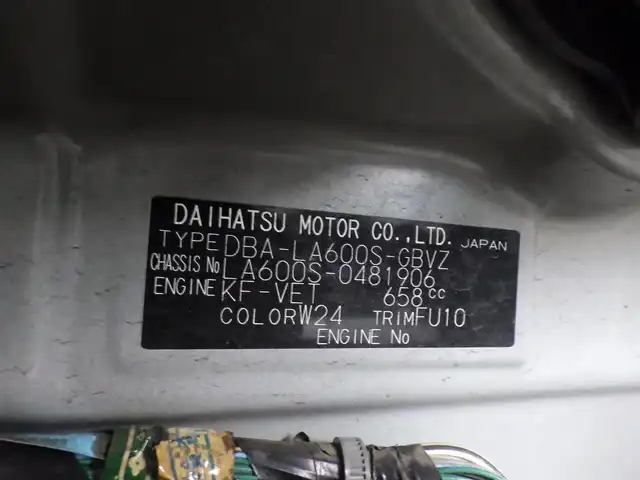 DAIHATSU MOTOR CO.,LTD. JAPAN
TYPE DBA-LA600S-GBVZ
CHASSIS No LA600S-0481906
ENGINE KF-VET 658cc
COLOR W24 TRIM FU10
ENGINE No